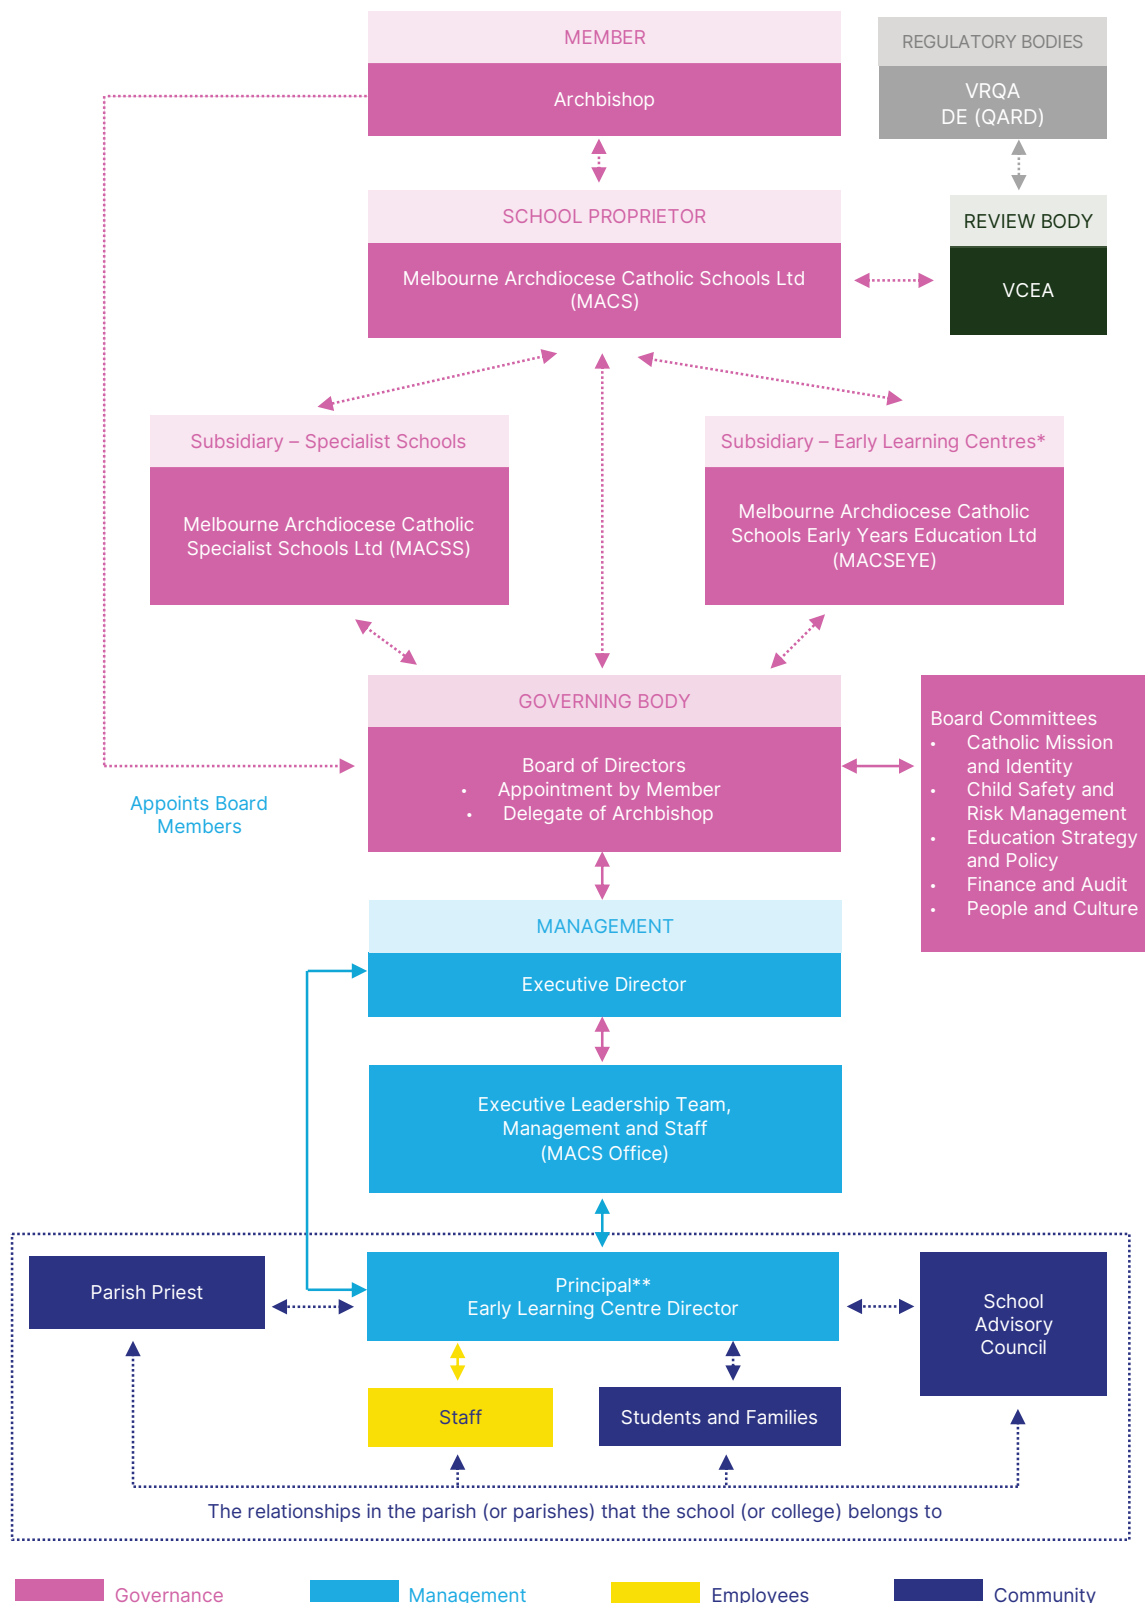 MEMBER
Archbishop
REGULATORY BODIES
VRQA
DE (QARD)
SCHOOL PROPRIETOR
Melbourne Archdiocese Catholic Schools Ltd
(MACS)
REVIEW BODY
VCEA
Subsidiary – Specialist Schools
Melbourne Archdiocese Catholic
Specialist Schools Ltd (MACSS)
Subsidiary – Early Learning Centres*
Melbourne Archdiocese Catholic
Schools Early Years Education Ltd
(MACSEYE)
GOVERNING BODY
Board of Directors
• Appointment by Member
• Delegate of Archbishop
Board Committees
• Catholic Mission
and Identity
• Child Safety and
Risk Management
• Education Strategy
and Policy
• Finance and Audit
• People and Culture
Appoints Board
Members
MANAGEMENT
Executive Director
Executive Leadership Team,
Management and Staff
(MACS Office)
Parish Priest
Principal**
Early Learning Centre Director
School
Advisory
Council
Staff
Students and Families
The relationships in the parish (or parishes) that the school (or college) belongs to
Governance
Management
Employees
Community